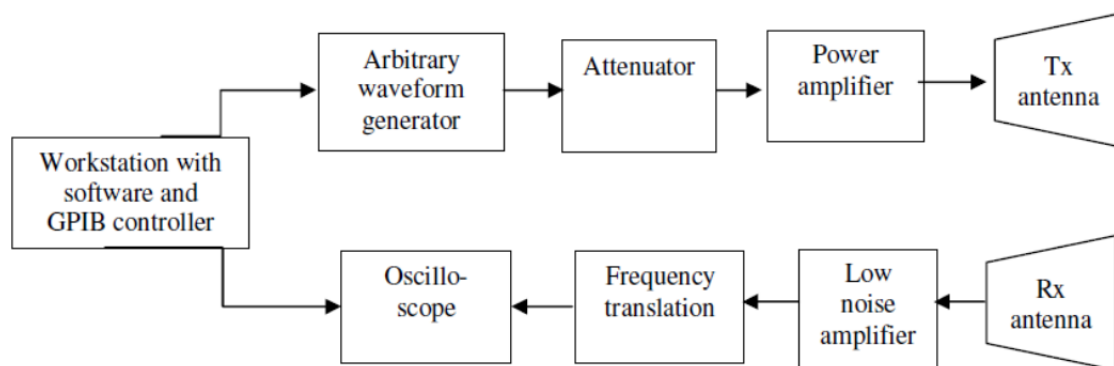 Arbitrary
waveform
generator
Attenuator
Power
amplifier
Tx
antenna
Workstation with
software and
GPIB controller
Oscillo-
scope
Frequency
translation
Low
noise
amplifier
Rx
antenna